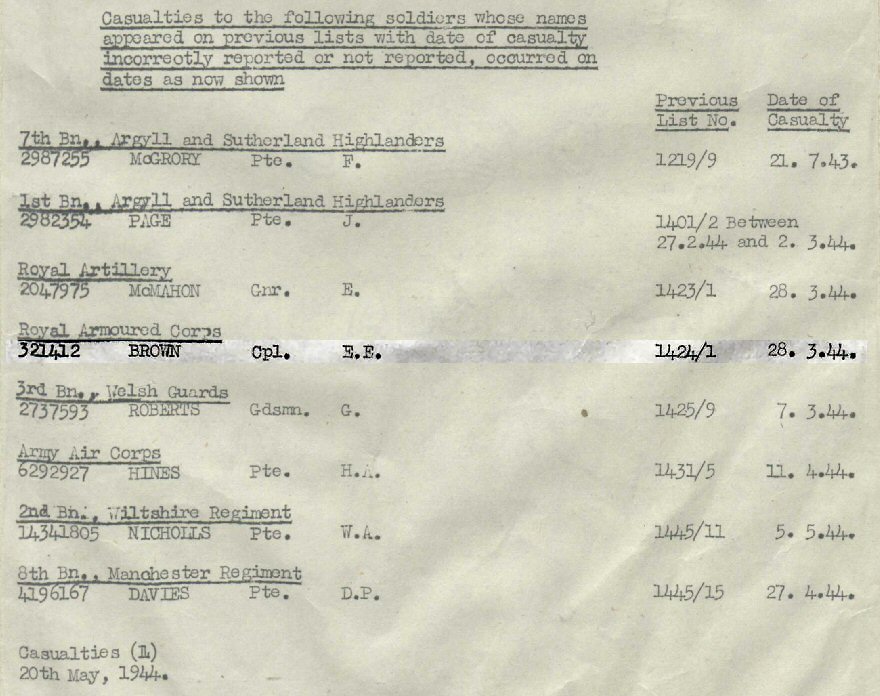 Casualties to the following soldiers whose names
appeared on previous lists with date of casualty
incorrectly reported or not reported, occurred on
dates as now shown
Previous Date of
List No. Casualty
7th Bn., Argyll and Sutherland Highlanders
2987255 McGRORY Pte. F. 1219/9 21. 7.43.
1st Bn., Argyll and Sutherland Highlanders
2982354 PAGE Pte. J. 1401/2 Between
27.2.44 and 2. 3.44.
Royal Artillery
2047975 McMAHON Gnr. E. 1423/1 28. 3.44.
Royal Armoured Corps
321412 BROWN Cpl. E.E. 1424/1 28. 3.44.
3rd Bn., Welsh Guards
2737593 ROBERTS Gdsmn. G. 1425/9 7. 3.44.
Army Air Corps
6292927 HINES Pte. H.A. 1431/5 11. 4.44.
2nd Bn., Wiltshire Regiment
14341805 NICHOLLS Pte. W.A. 1445/11 5. 5.44.
8th Bn., Manchester Regiment
4196167 DAVIES Pte. D.P. 1445/15 27. 4.44.
Casualties (L)
20th May, 1944.